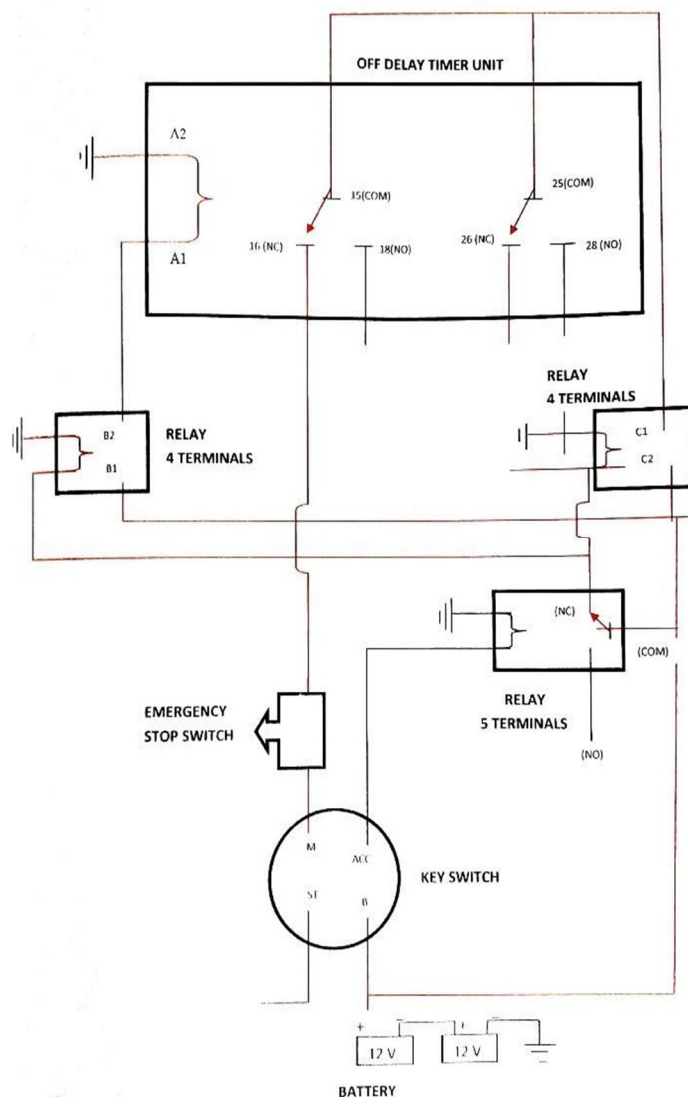 OFF DELAY TIMER UNIT
A2
15(COM)
25(COM)
16 (NC)
18(NO)
26 (NC)
28 (NO)
A1
RELAY
4 TERMINALS
B2
B1
RELAY
4 TERMINALS
C1
C2
(NC)
(COM)
RELAY
5 TERMINALS
(NO)
EMERGENCY
STOP SWITCH
M
ACC
ST
B
KEY SWITCH
+
-
+
-
12 V
12 V
BATTERY